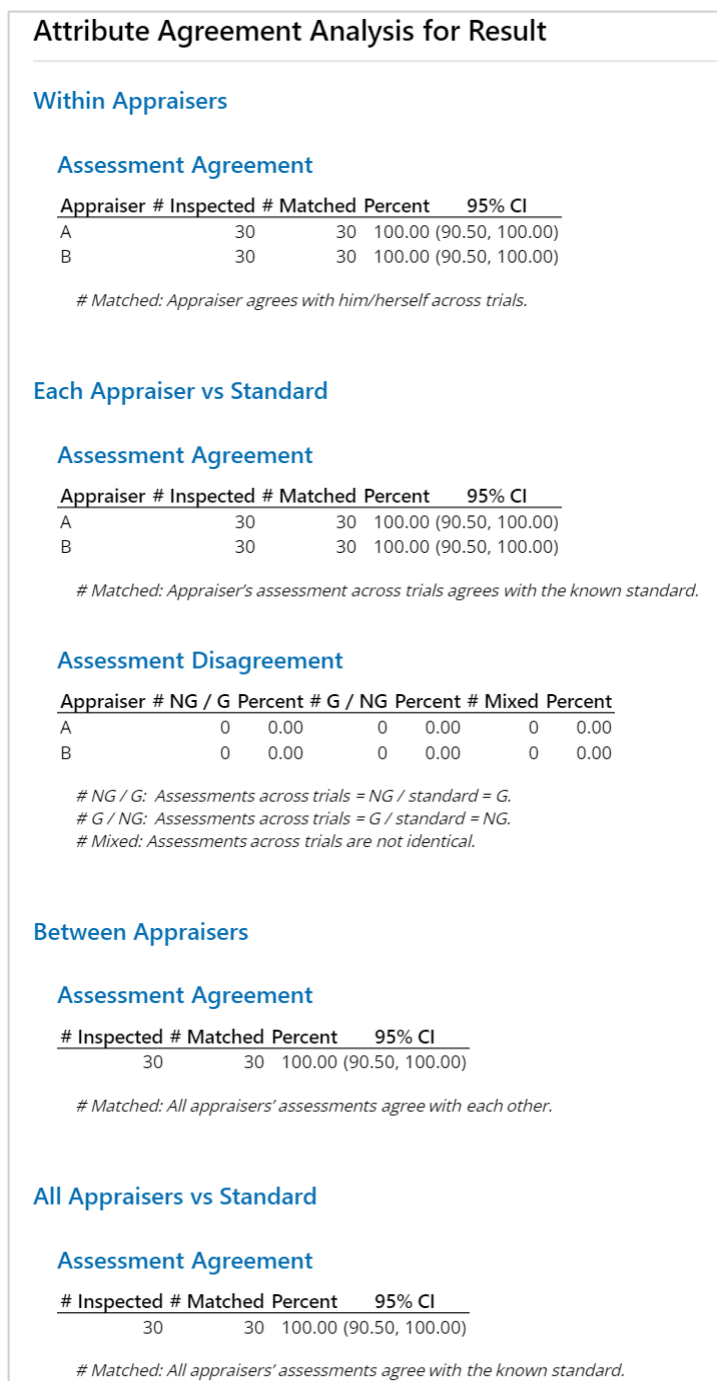 Attribute Agreement Analysis for Result
Within Appraisers
Assessment Agreement
Appraiser # Inspected # Matched Percent 95% CI
A 30 30 100.00 (90.50, 100.00)
B 30 30 100.00 (90.50, 100.00)
# Matched: Appraiser agrees with him/herself across trials.
Each Appraiser vs Standard
Assessment Agreement
Appraiser # Inspected # Matched Percent 95% CI
A 30 30 100.00 (90.50, 100.00)
B 30 30 100.00 (90.50, 100.00)
# Matched: Appraiser’s assessment across trials agrees with the known standard.
Assessment Disagreement
Appraiser # NG / G Percent # G / NG Percent # Mixed Percent
A 0 0.00 0 0.00 0 0.00
B 0 0.00 0 0.00 0 0.00
# NG / G: Assessments across trials = NG / standard = G.
# G / NG: Assessments across trials = G / standard = NG.
# Mixed: Assessments across trials are not identical.
Between Appraisers
Assessment Agreement
# Inspected # Matched Percent 95% CI
30 30 100.00 (90.50, 100.00)
# Matched: All appraisers’ assessments agree with each other.
All Appraisers vs Standard
Assessment Agreement
# Inspected # Matched Percent 95% CI
30 30 100.00 (90.50, 100.00)
# Matched: All appraisers’ assessments agree with the known standard.